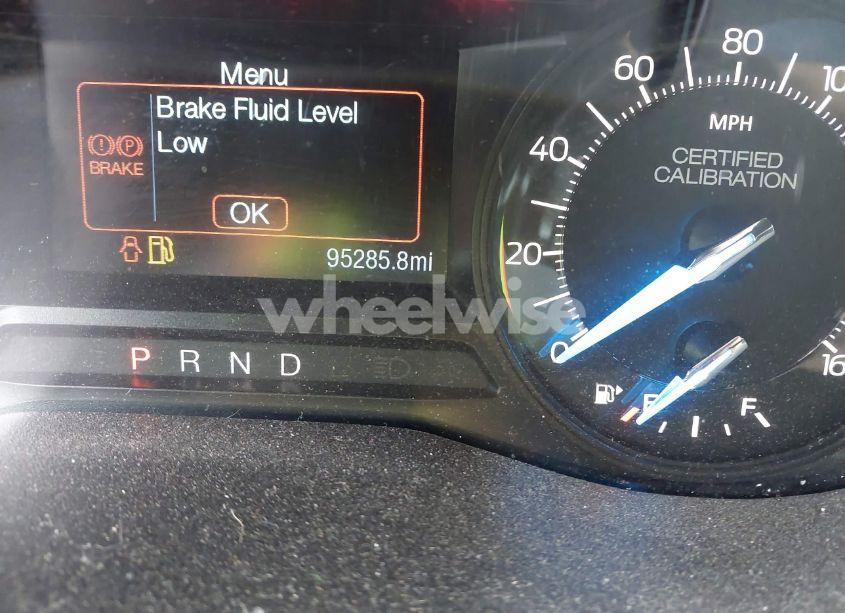 Menu
Brake Fluid Level
Low
BRAKE
OK
95285.8mi
P R N D
0
20
40
60
80
MPH
CERTIFIED
CALIBRATION
E
F
wheelwise